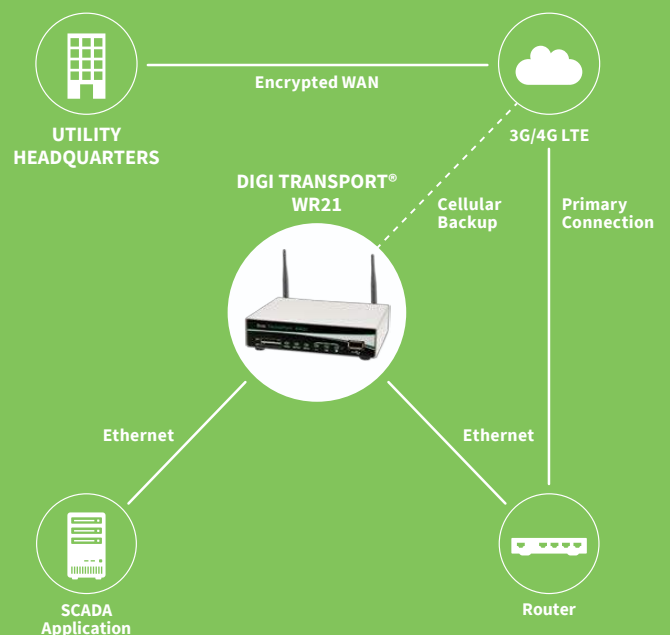 Encrypted WAN
UTILITY
HEADQUARTERS
3G/4G LTE
DIGI TRANSPORT®
WR21
Cellular
Backup
Primary
Connection
Ethernet
Ethernet
SCADA
Application
Router